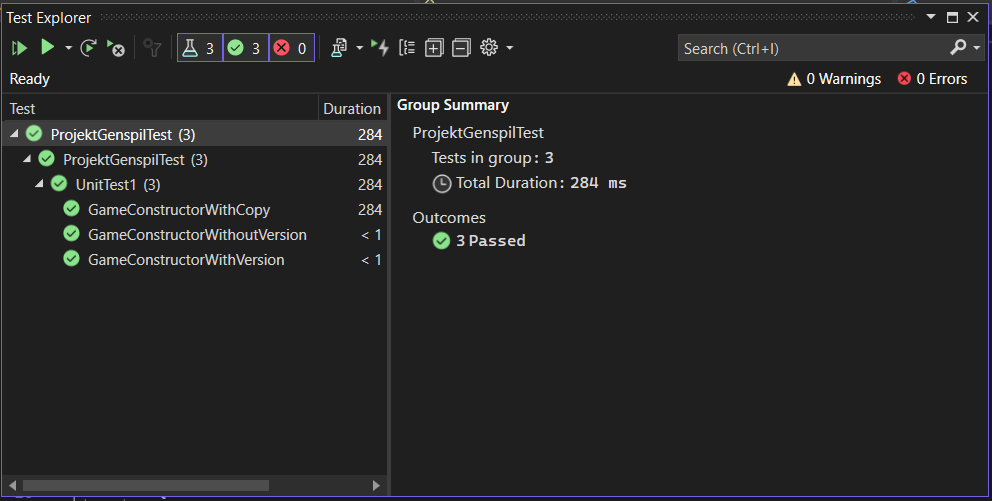 Test Explorer
3 3 0
Search (Ctrl+I)
Ready
0 Warnings 0 Errors
Test Duration
ProjektGenspilTest (3) 284
ProjektGenspilTest (3) 284
UnitTest1 (3) 284
GameConstructorWithCopy 284
GameConstructorWithoutVersion < 1
GameConstructorWithVersion < 1
Group Summary
ProjektGenspilTest
Tests in group: 3
Total Duration: 284 ms
Outcomes
3 Passed